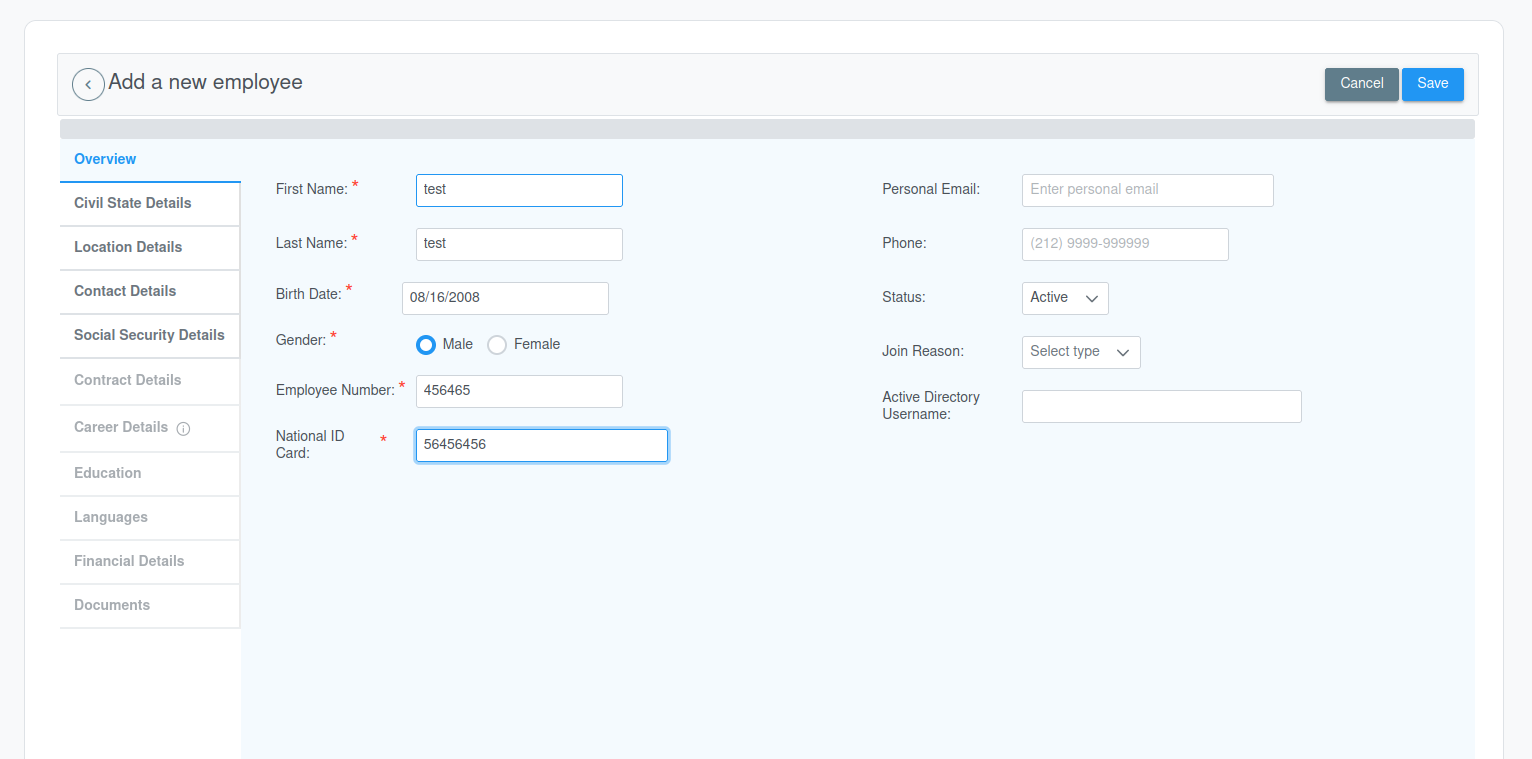 Add a new employee
Cancel
Save
Overview
Civil State Details
Location Details
Contact Details
Social Security Details
Contract Details
Career Details
Education
Languages
Financial Details
Documents
First Name: *
test
Last Name: *
test
Birth Date: *
08/16/2008
Gender: *
Male
Female
Employee Number: *
456465
National ID
Card: *
56456456
Personal Email:
Enter personal email
Phone:
(212) 9999-999999
Status:
Active
Join Reason:
Select type
Active Directory
Username: